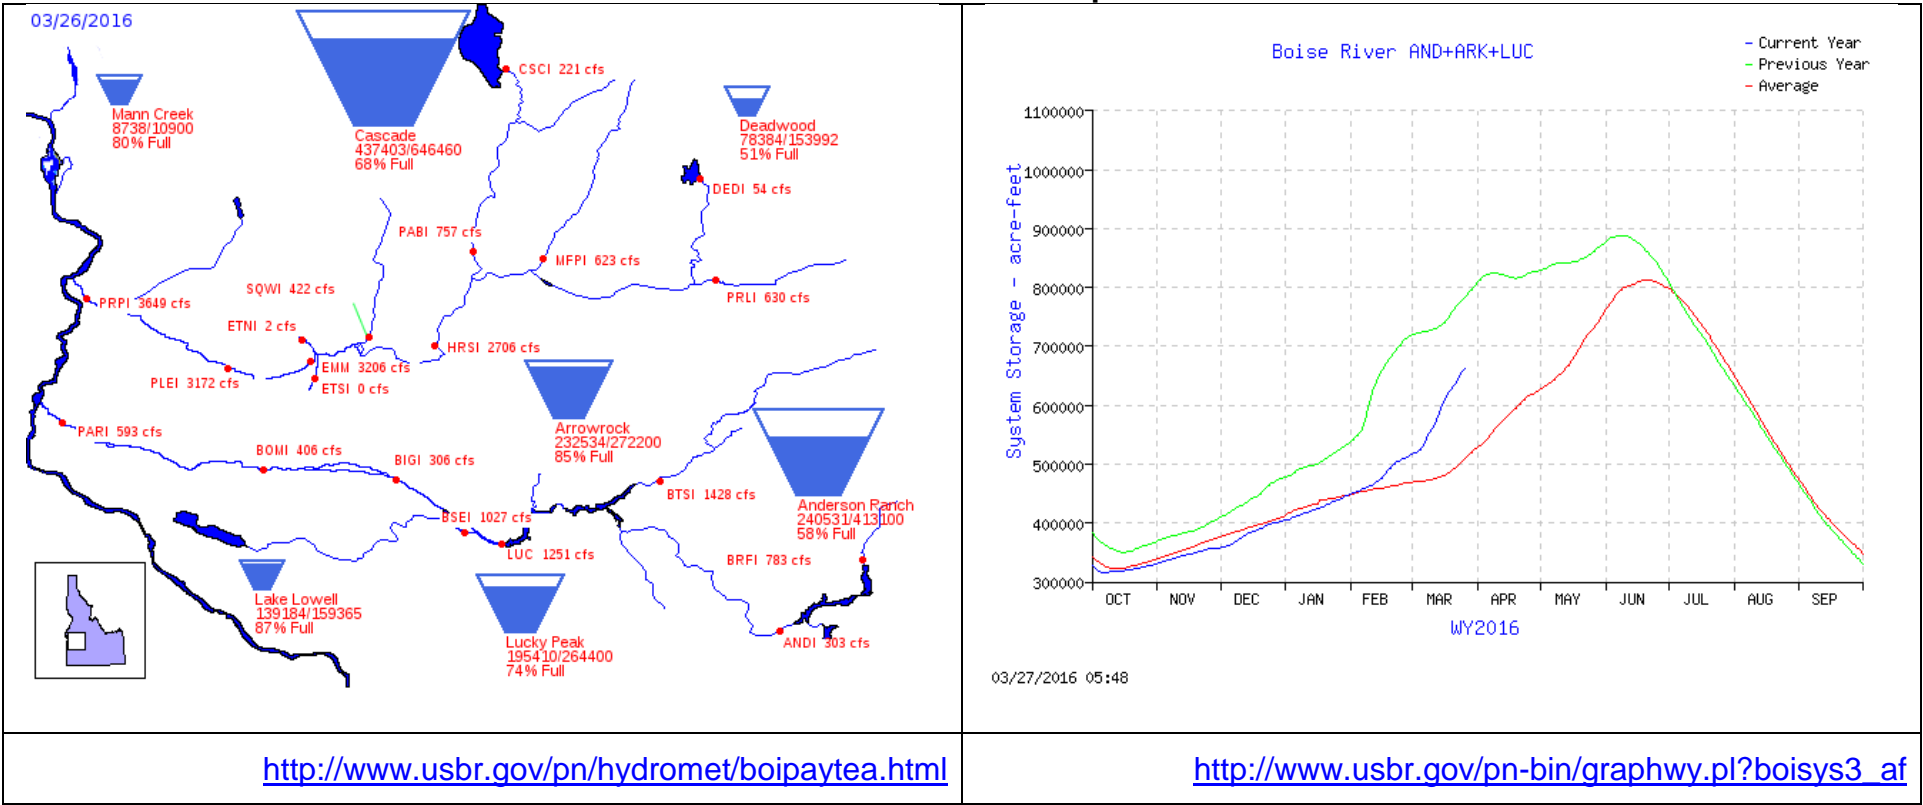 03/26/2016
Mann Creek
8738/10900
80% Full
Cascade
437403/646460
68% Full
CSCI 221 cfs
Deadwood
78384/153992
51% Full
DEDI 54 cfs
PABI 757 cfs
MFPI 623 cfs
PRLI 630 cfs
SQWI 422 cfs
PRPI 3649 cfs
ETNI 2 cfs
HRSI 2706 cfs
EMM 3206 cfs
PLEI 3172 cfs
ETSI 0 cfs
Arrowrock
232534/272200
85% Full
PARI 593 cfs
BOMI 406 cfs
BIGI 306 cfs
BTSI 1428 cfs
Anderson Ranch
240531/413100
58% Full
BSEI 1027 cfs
LUC 1251 cfs
BRFI 783 cfs
Lake Lowell
139184/159365
87% Full
Lucky Peak
195410/264400
74% Full
ANDI 303 cfs
http://www.usbr.gov/pn/hydromet/boipaytea.html
Boise River AND+ARK+LUC
Current Year
Previous Year
Average
System Storage - acre-feet
1100000
1000000
900000
800000
700000
600000
500000
400000
300000
OCT NOV DEC JAN FEB MAR APR MAY JUN JUL AUG SEP
WY2016
03/27/2016 05:48
http://www.usbr.gov/pn-bin/graphwy.pl?boisys3_af